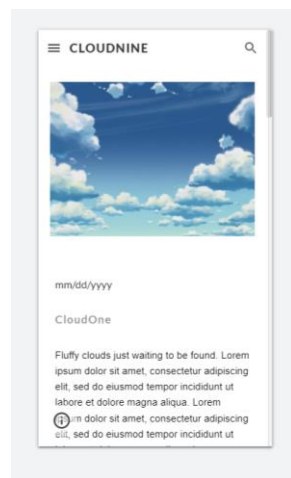 CLOUDNINE
mm/dd/yyyy
CloudOne
Fluffy clouds just waiting to be found. Lorem
ipsum dolor sit amet, consectetur adipiscing
elit, sed do eiusmod tempor incididunt ut
labore et dolore magna aliqua. Lorem
ipsum dolor sit amet, consectetur adipiscing
elit, sed do eiusmod tempor incididunt ut